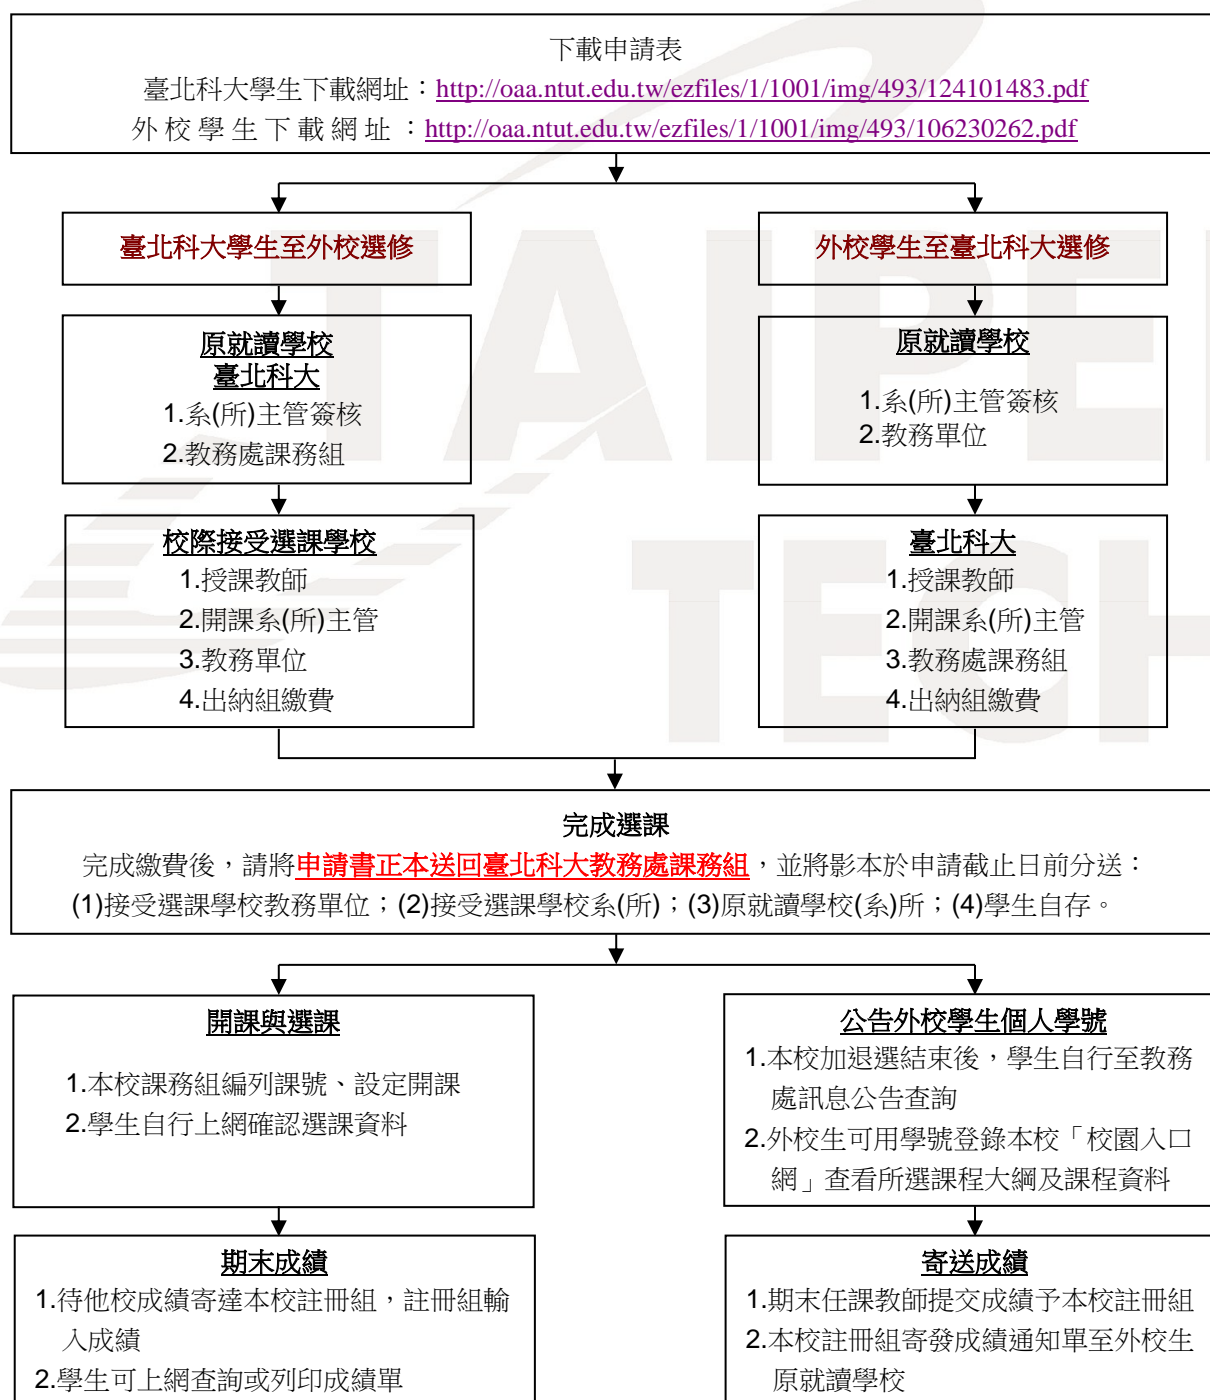 下載申請表
臺北科大學生下載網址：http://oaa.ntut.edu.tw/ezfiles/1/1001/img/493/124101483.pdf
外校學生下載網址：http://oaa.ntut.edu.tw/ezfiles/1/1001/img/493/106230262.pdf
臺北科大學生至外校選修
原就讀學校
臺北科大
1.系(所)主管簽核
2.教務處課務組
校際接受選課學校
1.授課教師
2.開課系(所)主管
3.教務單位
4.出納組繳費
外校學生至臺北科大選修
原就讀學校
1.系(所)主管簽核
2.教務單位
臺北科大
1.授課教師
2.開課系(所)主管
3.教務處課務組
4.出納組繳費
完成選課
完成繳費後，請將申請書正本送回臺北科大教務處課務組，並將影本於申請截止日前分送：
(1)接受選課學校教務單位；(2)接受選課學校系(所)；(3)原就讀學校(系)所；(4)學生自存。
開課與選課
1.本校課務組編列課號、設定開課
2.學生自行上網確認選課資料
期末成績
1.待他校成績寄達本校註冊組，註冊組輸
入成績
2.學生可上網查詢或列印成績單
公告外校學生個人學號
1.本校加退選結束後，學生自行至教務
處訊息公告查詢
2.外校生可用學號登錄本校「校園入口
網」查看所選課程大綱及課程資料
寄送成績
1.期末任課教師提交成績予本校註冊組
2.本校註冊組寄發成績通知單至外校生
原就讀學校
TAIPE
TECH